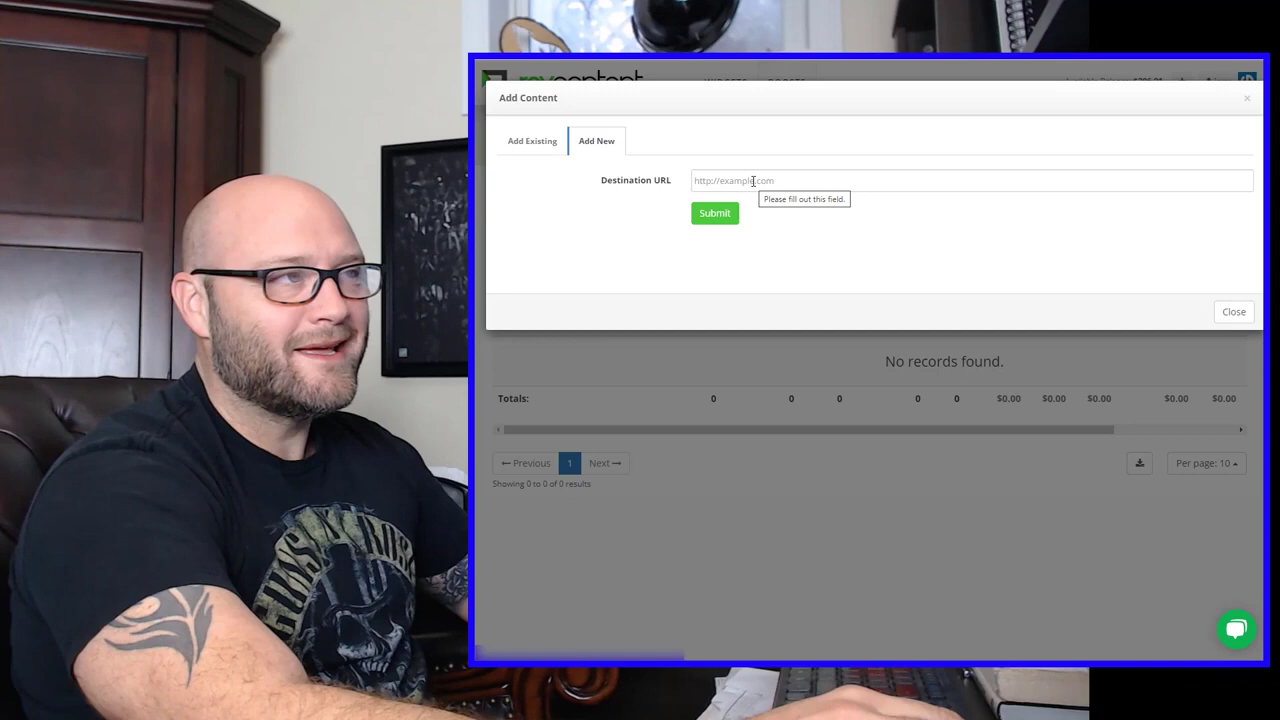 Add Content
×
Add Existing
Add New
Destination URL
http://example.com
Please fill out this field.
Submit
Close
No records found.
Totals:
0
0
0
0
0
$0.00
$0.00
$0.00
$0.00
$0.00
← Previous
1
Next →
Per page: 10
Showing 0 to 0 of 0 results
GUNS N' ROSES